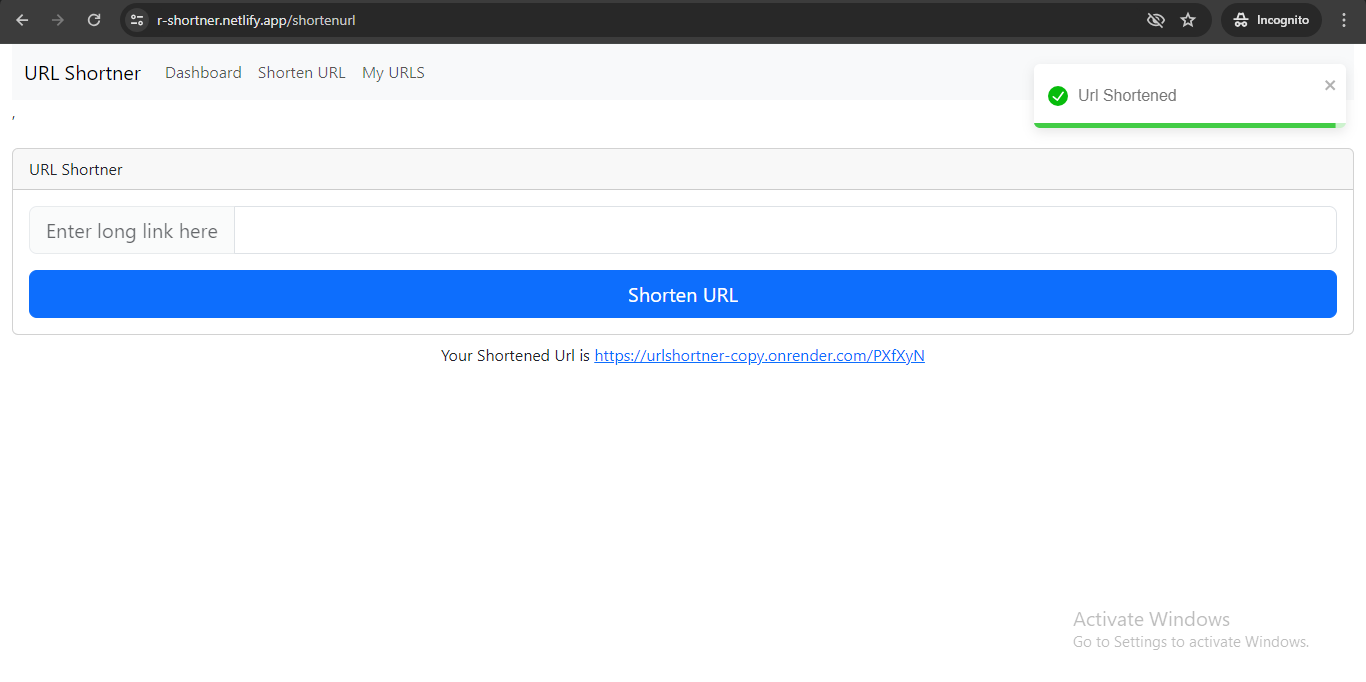 r-shortner.netlify.app/shortenurl
Incognito
URL Shortner Dashboard Shorten URL My URLS
Url Shortened
,
URL Shortner
Enter long link here
Shorten URL
Your Shortened Url is https://urlshortner-copy.onrender.com/PXfXyN
Activate Windows
Go to Settings to activate Windows.